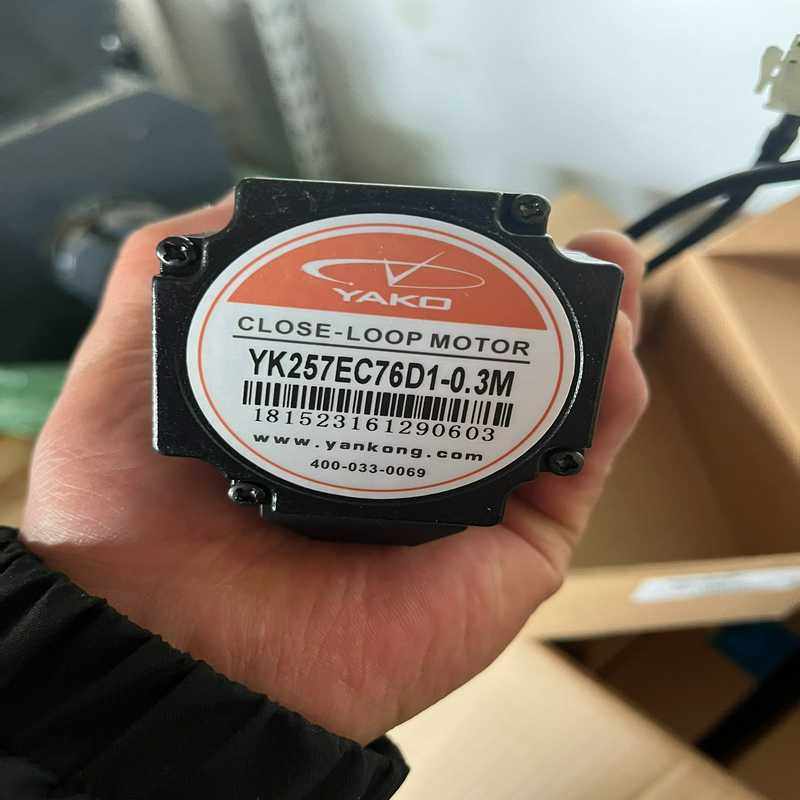 YAKO
CLOSE-LOOP MOTOR
YK257EC76D1-0.3M
181523161290603
www.yankong.com
400-033-0069